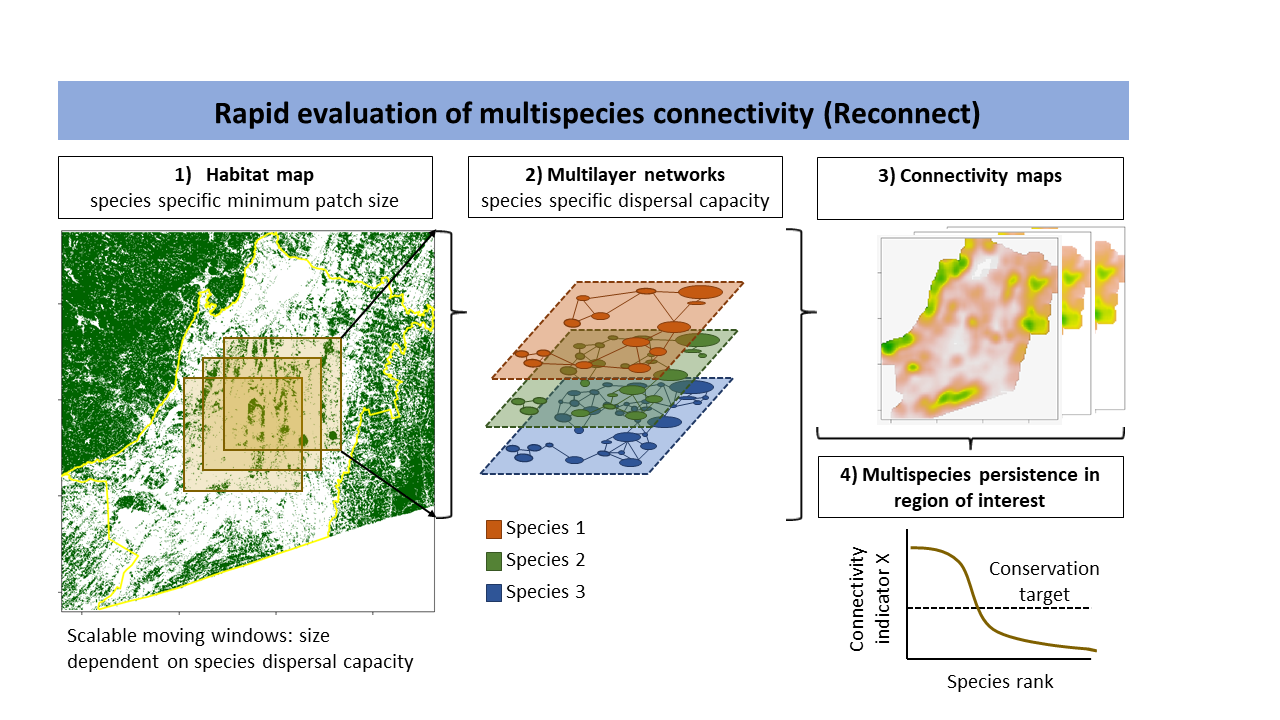 Rapid evaluation of multispecies connectivity (Reconnect)
1) Habitat map
species specific minimum patch size
2) Multilayer networks
species specific dispersal capacity
3) Connectivity maps
Species 1
Species 2
Species 3
Scalable moving windows: size
dependent on species dispersal capacity
4) Multispecies persistence in
region of interest
Connectivity
indicator X
Conservation
target
Species rank